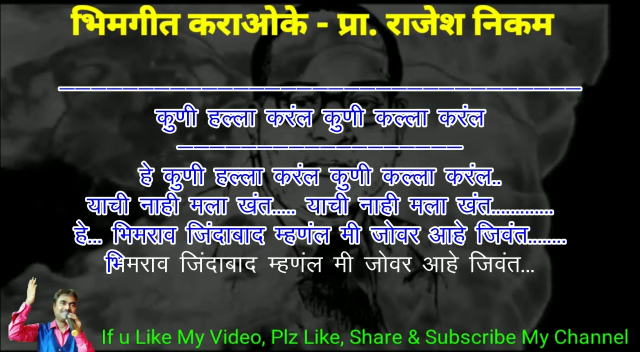 भिमगीत कराओके - प्रा. राजेश निकम
कुणी हल्ला करंल कुणी कल्ला करंल
हे कुणी हल्ला करंल कुणी कल्ला करंल..
याची नाही मला खंत..... याची नाही मला खंत.............
हे... भिमराव जिंदाबाद म्हणंल मी जोवर आहे जिवंत........
भिमराव जिंदाबाद म्हणंल मी जोवर आहे जिवंत...
If u Like My Video, Plz Like, Share & Subscribe My Channel